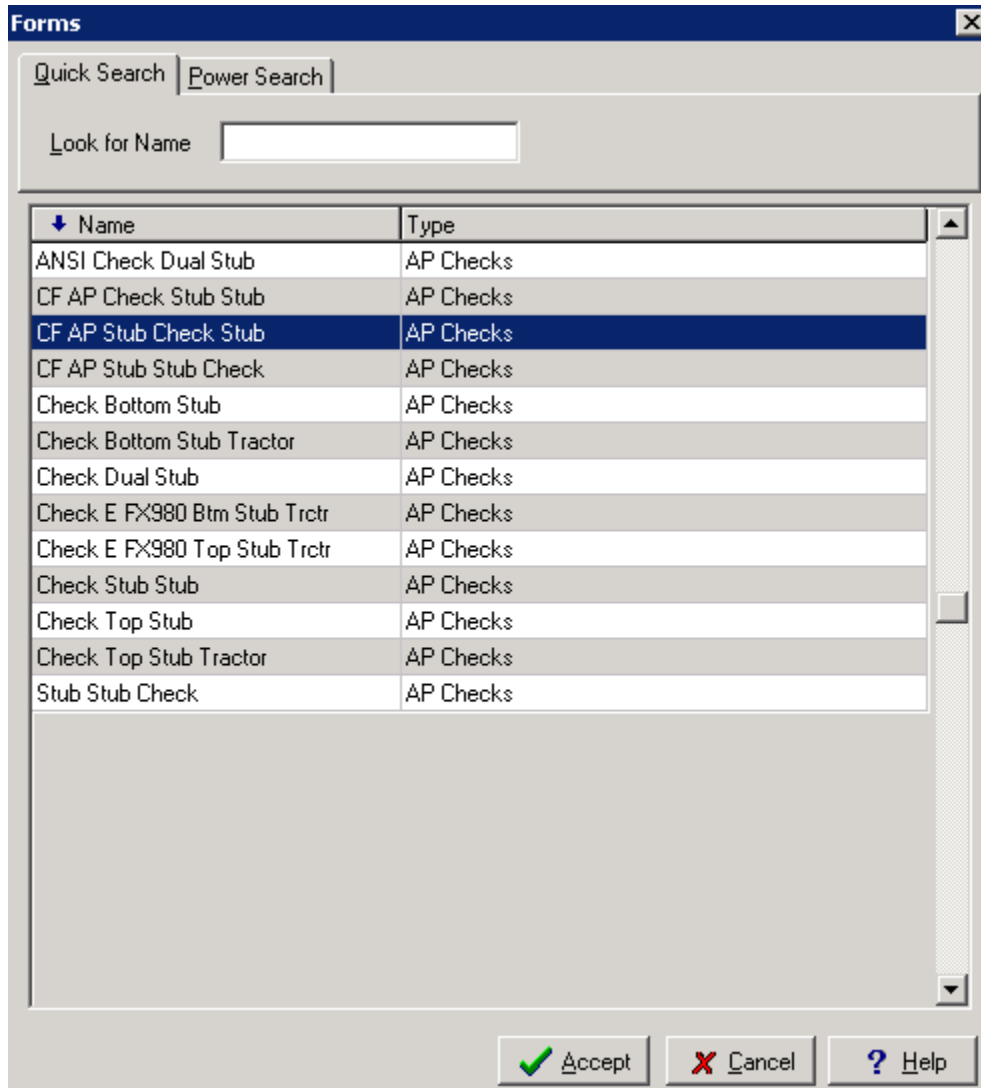 Forms
Quick Search Power Search
Look for Name
Name Type
ANSI Check Dual Stub AP Checks
CF AP Check Stub Stub AP Checks
CF AP Stub Check Stub AP Checks
CF AP Stub Stub Check AP Checks
Check Bottom Stub AP Checks
Check Bottom Stub Tractor AP Checks
Check Dual Stub AP Checks
Check E FX980 Btm Stub Trctr AP Checks
Check E FX980 Top Stub Trctr AP Checks
Check Stub Stub AP Checks
Check Top Stub AP Checks
Check Top Stub Tractor AP Checks
Stub Stub Check AP Checks
Accept Cancel ? Help